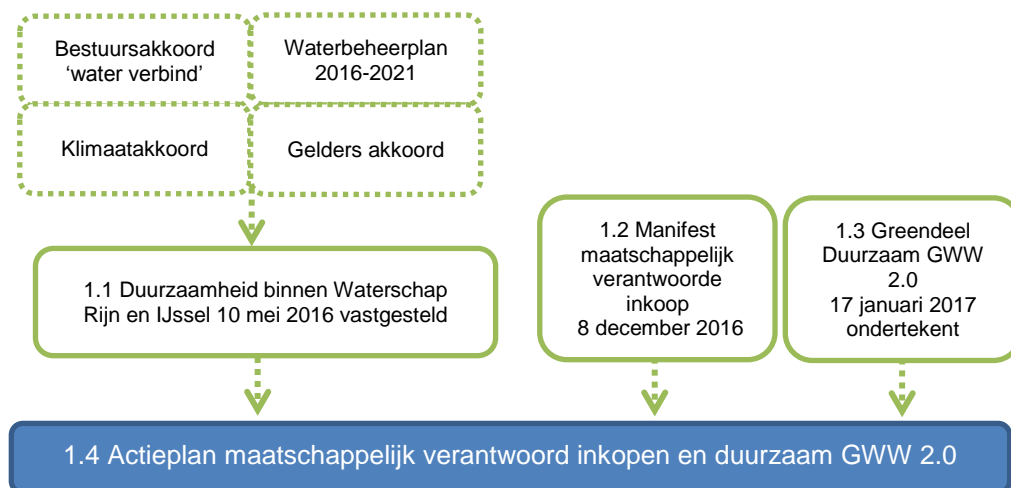 Bestuursakkoord
‘water verbind’
Waterbeheerplan
2016-2021
Klimaatakkoord
Gelders akkoord
1.1 Duurzaamheid binnen Waterschap
Rijn en IJssel 10 mei 2016 vastgesteld
1.2 Manifest
maatschappelijk
verantwoorde
inkoop
8 december 2016
1.3 Greendeel
Duurzaam GWW
2.0
17 januari 2017
ondertekent
1.4 Actieplan maatschappelijk verantwoord inkopen en duurzaam GWW 2.0